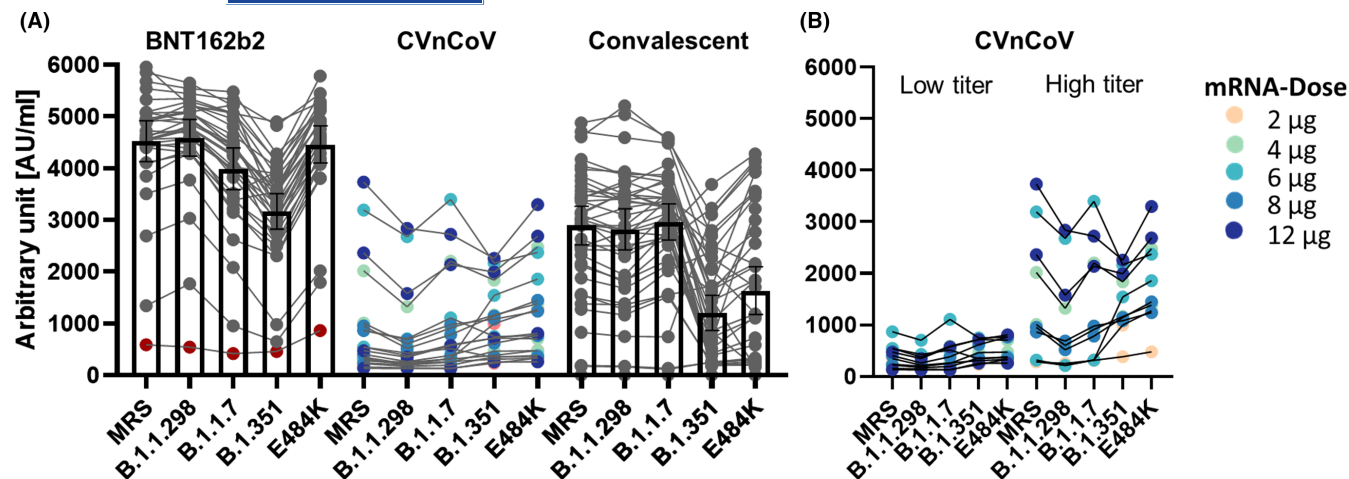 (A)
BNT162b2
CVnCoV
Convalescent
Arbitrary unit [AU/ml]
6000
5000
4000
3000
2000
1000
0
MRS
B.1.1.298
B.1.1.7
B.1.351
E484K
MRS
B.1.1.298
B.1.1.7
B.1.351
E484K
MRS
B.1.1.298
B.1.1.7
B.1.351
E484K
(B)
CVnCoV
Low titer
High titer
6000
5000
4000
3000
2000
1000
0
MRS
B.1.1.298
B.1.1.7
B.1.351
E484K
MRS
B.1.1.298
B.1.1.7
B.1.351
E484K
mRNA-Dose
2 µg
4 µg
6 µg
8 µg
12 µg